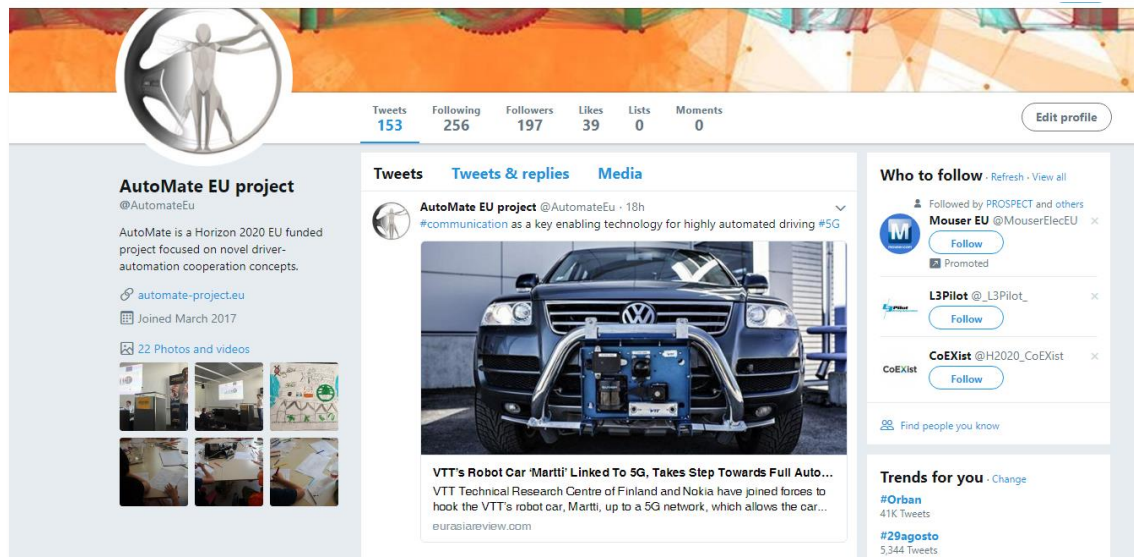 Tweets
153
Following
256
Followers
197
Likes
39
Lists
0
Moments
0
Edit profile
AutoMate EU project
@AutomateEu
AutoMate is a Horizon 2020 EU funded
project focused on novel driver-
automation cooperation concepts.
automate-project.eu
Joined March 2017
22 Photos and videos
Tweets Tweets & replies Media
AutoMate EU project @AutomateEu · 18h
#communication as a key enabling technology for highly automated driving #5G
VTT
VTT's Robot Car 'Martti' Linked To 5G, Takes Step Towards Full Auto...
VTT Technical Research Centre of Finland and Nokia have joined forces to
hook the VTT's robot car, Martti, up to a 5G network, which allows the car...
eurasiareview.com
Who to follow · Refresh · View all
Followed by PROSPECT and others
Mouser EU @MouserElecEU
Follow
Promoted
L3Pilot @_L3Pilot_
L3Pilot
Follow
CoEXist @H2020_CoEXist
CoEXist
Follow
Find people you know
Trends for you · Change
#Orban
41K Tweets
#29agosto
5,344 Tweets